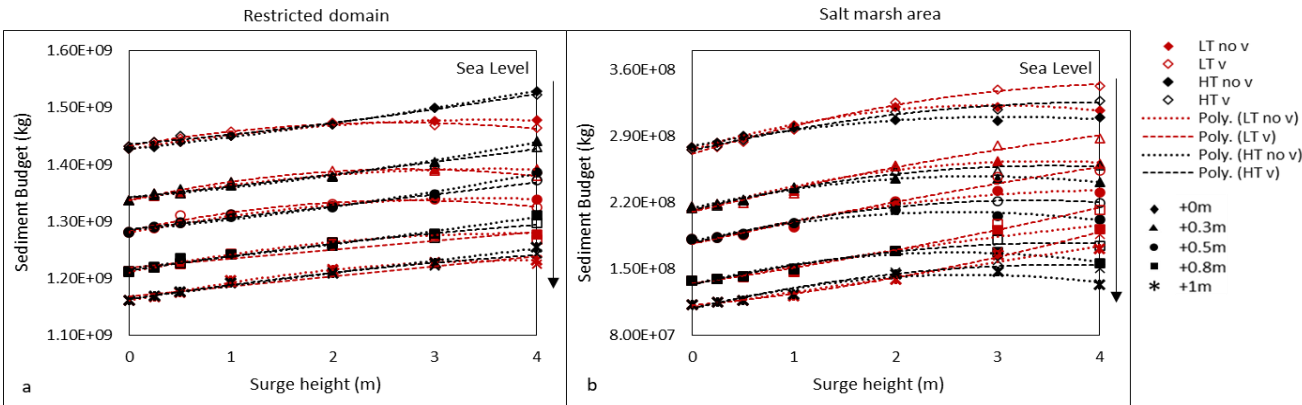 Restricted domain
Salt marsh area
1.60E+09
1.50E+09
1.40E+09
1.30E+09
1.20E+09
1.10E+09
Sediment Budget (kg)
Sea Level
0
1
2
3
4
a
Surge height (m)
3.60E+08
2.90E+08
2.20E+08
1.50E+08
8.00E+07
Sediment Budget (kg)
Sea Level
0
1
2
3
4
b
Surge height (m)
LT no v
LT v
HT no v
HT v
Poly. (LT no v)
Poly. (LT v)
Poly. (HT no v)
Poly. (HT v)
+0m
+0.3m
+0.5m
+0.8m
+1m